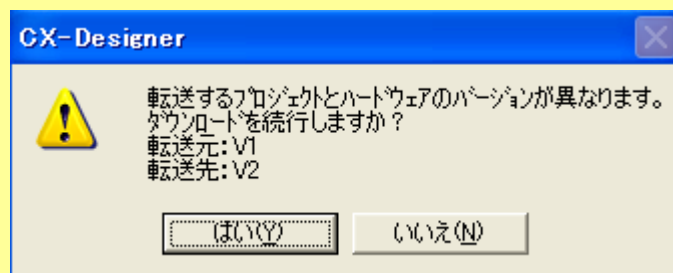 CX-Designer
転送するプロジェクトとハードウェアのバージョンが異なります。
ダウンロードを続行しますか？
転送元：V1
転送先：V2
はい(Y) いいえ(N)